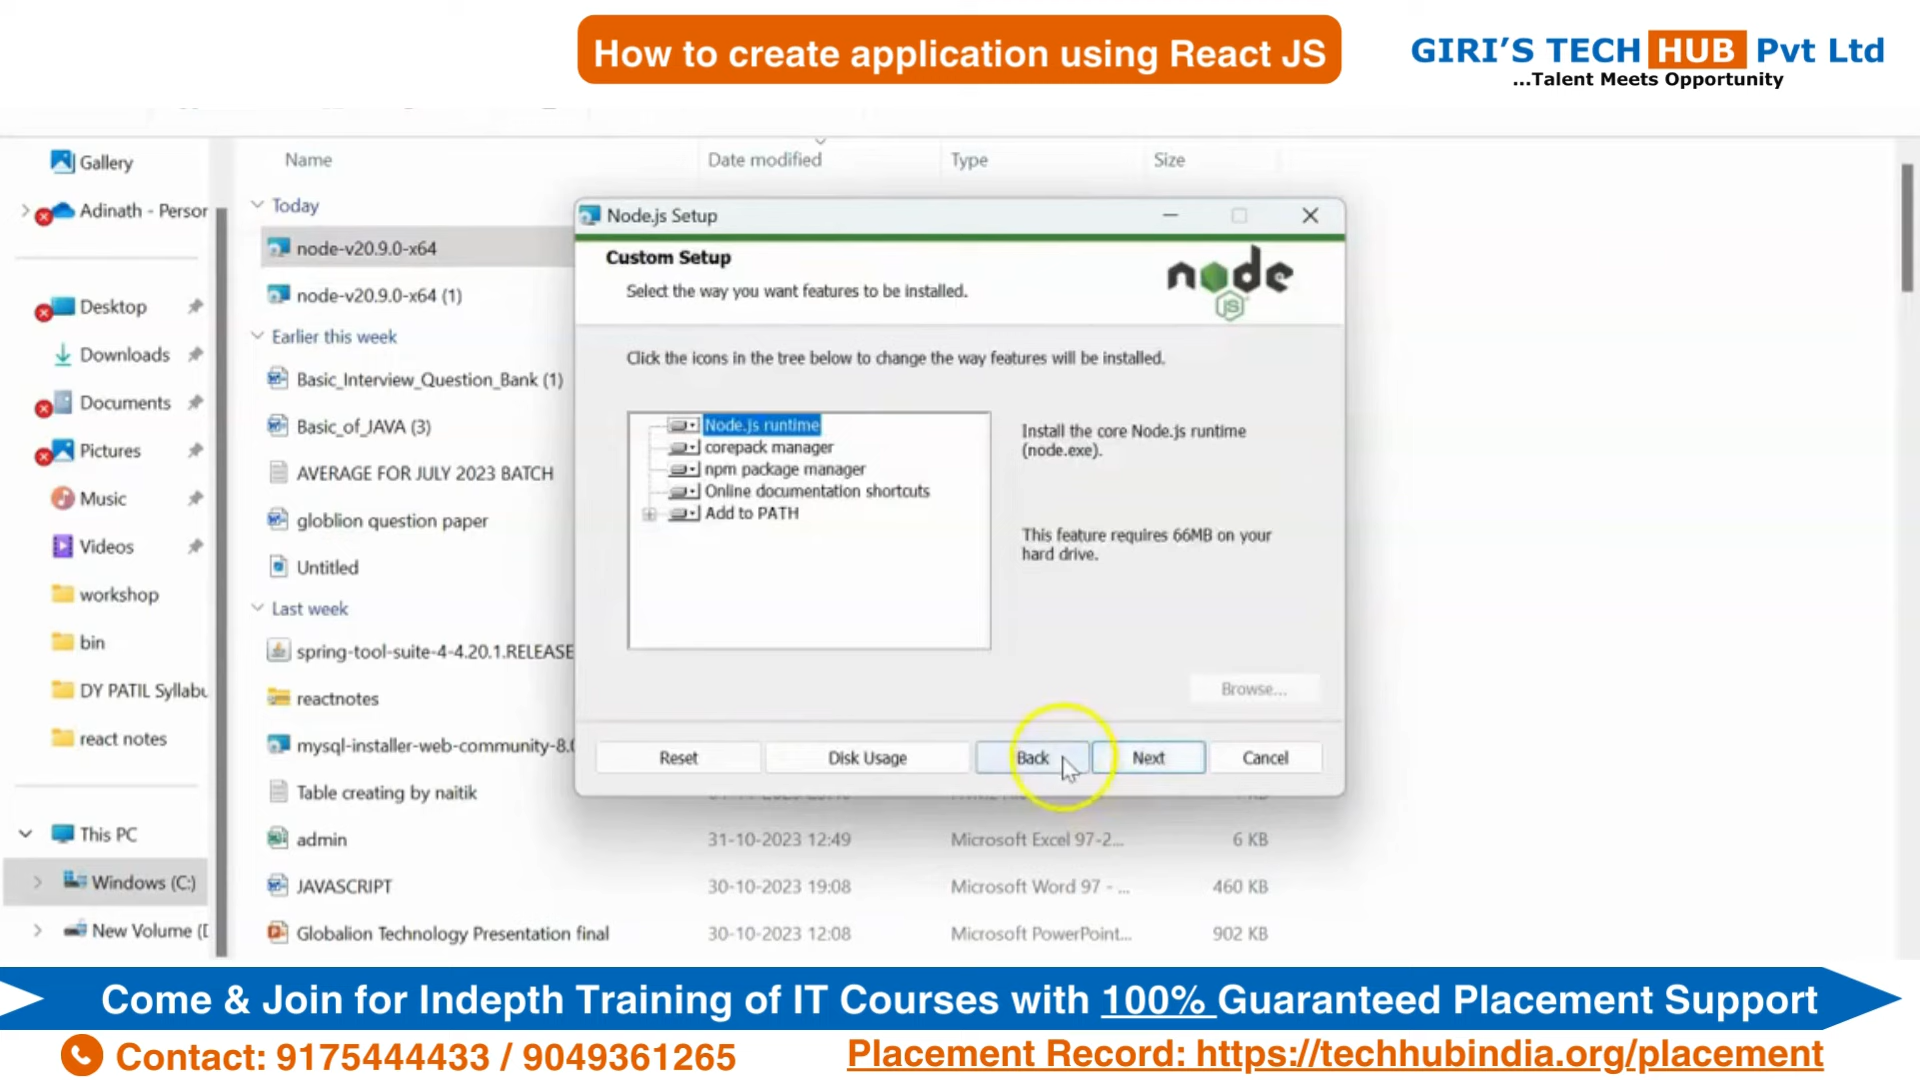 How to create application using React JS
GIRI'S TECH HUB Pvt Ltd
...Talent Meets Opportunity
Gallery
Adinath - Persor
Desktop
Downloads
Documents
Pictures
Music
Videos
workshop
bin
DY PATIL Syllabu
react notes
This PC
Windows (C:)
New Volume (D
Name Date modified Type Size
Today
node-v20.9.0-x64
node-v20.9.0-x64 (1)
Earlier this week
Basic_Interview_Question_Bank (1)
Basic_of_JAVA (3)
AVERAGE FOR JULY 2023 BATCH
globlion question paper
Untitled
Last week
spring-tool-suite-4-4.20.1.RELEASE
reactnotes
mysql-installer-web-community-8.0
Table creating by naitik
admin 31-10-2023 12:49 Microsoft Excel 97-2... 6 KB
JAVASCRIPT 30-10-2023 19:08 Microsoft Word 97 - ... 460 KB
Globalion Technology Presentation final 30-10-2023 12:08 Microsoft PowerPoint... 902 KB
Node.js Setup
Custom Setup
Select the way you want features to be installed.
node
JS
Click the icons in the tree below to change the way features will be installed.
Node.js runtime
corepack manager
npm package manager
Online documentation shortcuts
Add to PATH
Install the core Node.js runtime
(node.exe).
This feature requires 66MB on your
hard drive.
Browse...
Reset Disk Usage Back Next Cancel
Come & Join for Indepth Training of IT Courses with 100% Guaranteed Placement Support
Contact: 9175444433 / 9049361265
Placement Record: https://techhubindia.org/placement